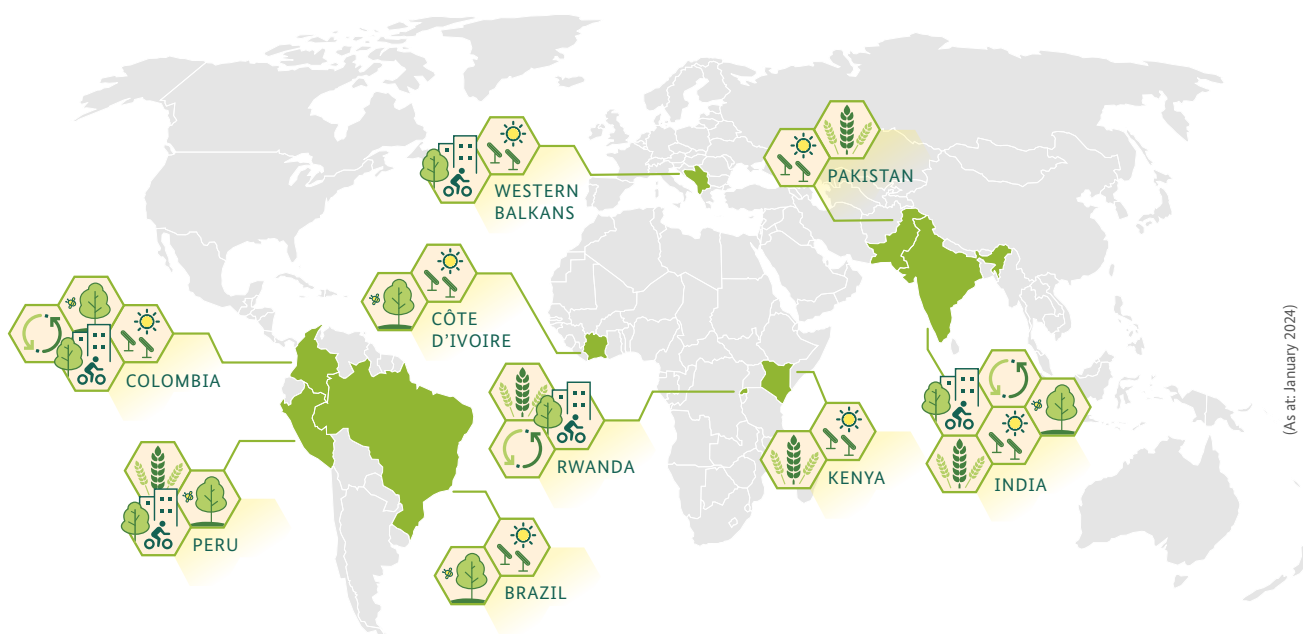 WESTERN
BALKANS
PAKISTAN
CÔTE
D’IVOIRE
COLOMBIA
RWANDA
KENYA
INDIA
PERU
BRAZIL
(As at: January 2024)